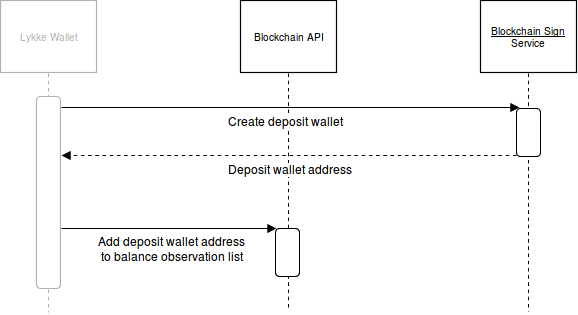 Lykke Wallet
Blockchain API
Blockchain Sign
Service
Create deposit wallet
Deposit wallet address
Add deposit wallet address
to balance observation list